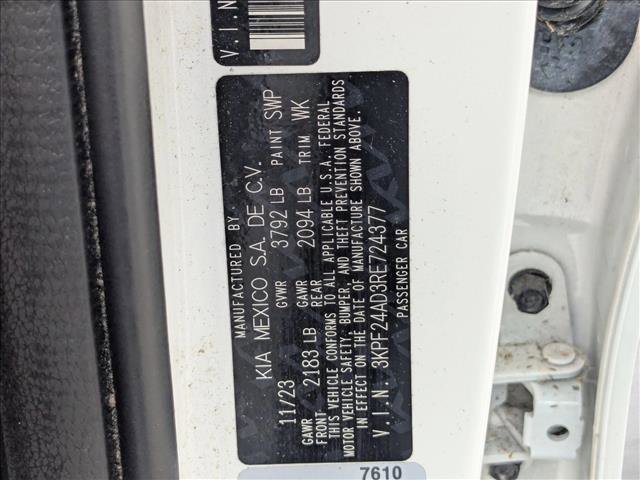 V.I.N
MANUFACTURED BY
KIA MEXICO S.A. DE C.V.
11/23 GVWR 3792 LB PAINT SWP
GAWR FRONT: 2183 LB GAWR REAR 2094 LB TRIM WK
THIS VEHICLE CONFORMS TO ALL APPLICABLE U.S.A. FEDERAL
MOTOR VEHICLE SAFETY, BUMPER, AND THEFT PREVENTION STANDARDS
IN EFFECT ON THE DATE OF MANUFACTURE SHOWN ABOVE.
V.I.N. 3KPF24AD3RE724377
PASSENGER CAR
7610